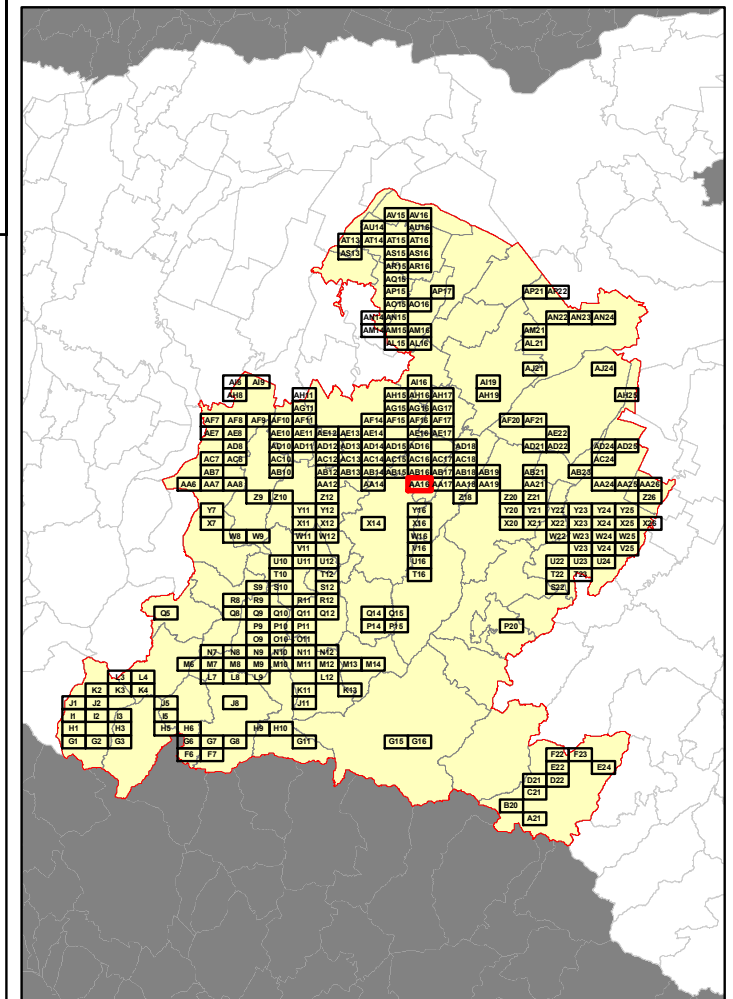 AV15 AV16
AU14 AU16
AT13 AT14 AT15 AT16
AS13 AS15 AS16
AR15 AR16
AQ15
AP15 AP17 AP21 AP22
AO15 AO16
AN14 AN15 AN22 AN23 AN24
AM14 AM15 AM16 AM21
AL15 AL16 AL21
AJ21 AJ24
AI8 AI9 AI16 AI19
AH8 AH11 AH15 AH16 AH17 AH19 AH25
AG11 AG15 AG16 AG17
AF7 AF8 AF9 AF10 AF11 AF14 AF15 AF16 AF17 AF20 AF21
AE7 AE8 AE10 AE11 AE12 AE13 AE14 AE16 AE17 AE22
AD8 AD10 AD11 AD12 AD13 AD14 AD15 AD16 AD18 AD21 AD22 AD24 AD25
AC7 AC8 AC10 AC12 AC13 AC14 AC15 AC16 AC17 AC18 AC24
AB7 AB10 AB12 AB13 AB14 AB15 AB16 AB17 AB18 AB19 AB21 AB23
AA6 AA7 AA8 AA12 AA14 AA16 AA17 AA18 AA19 AA21 AA24 AA25 AA26
Z9 Z10 Z12 Z18 Z20 Z21 Z26
Y7 Y11 Y12 Y16 Y20 Y21 Y22 Y23 Y24 Y25
X7 X11 X12 X14 X16 X20 X21 X22 X23 X24 X25 X26
W8 W9 W11 W12 W16 W22 W23 W24 W25
V11 V16 V23 V24 V25
U10 U11 U12 U16 U22 U23 U24
T10 T12 T16 T22 T23
S9 S10 S12 S22
R8 R9 R11 R12
Q5 Q8 Q9 Q10 Q11 Q12 Q14 Q15
P9 P10 P11 P14 P15 P20
O9 O10 O11
N7 N8 N9 N10 N11 N12
M6 M7 M8 M9 M10 M11 M12 M13 M14
L3 L4 L7 L8 L9 L12
K2 K3 K4 K11 K13
J1 J2 J5 J8 J11
I1 I2 I3 I5
H1 H3 H5 H6 H9 H10
G1 G2 G3 G6 G7 G8 G11 G15 G16
F6 F7 F22 F23
E22 E24
D21 D22
C21
B20
A21